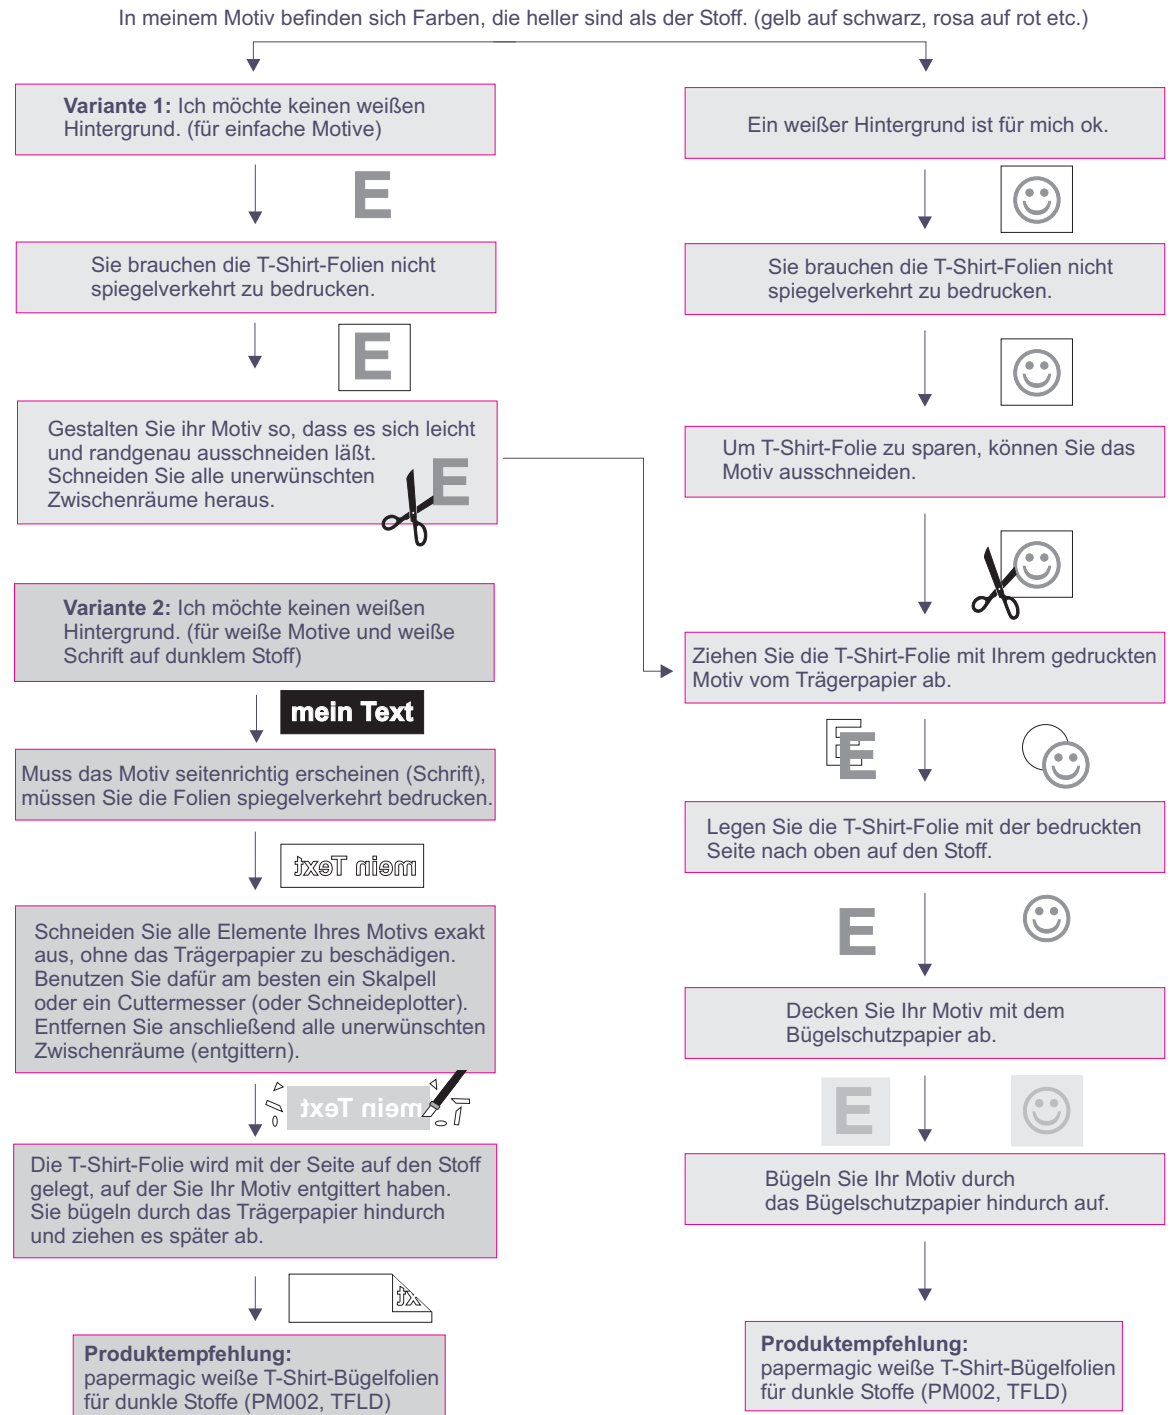 In meinem Motiv befinden sich Farben, die heller sind als der Stoff. (gelb auf schwarz, rosa auf rot etc.)
Variante 1: Ich möchte keinen weißen
Hintergrund. (für einfache Motive)
E
Sie brauchen die T-Shirt-Folien nicht
spiegelverkehrt zu bedrucken.
E
Gestalten Sie ihr Motiv so, dass es sich leicht
und randgenau ausschneiden läßt.
Schneiden Sie alle unerwünschten
Zwischenräume heraus.
E
Variante 2: Ich möchte keinen weißen
Hintergrund. (für weiße Motive und weiße
Schrift auf dunklem Stoff)
mein Text
Muss das Motiv seitenrichtig erscheinen (Schrift),
müssen Sie die Folien spiegelverkehrt bedrucken.
mein Text
Schneiden Sie alle Elemente Ihres Motivs exakt
aus, ohne das Trägerpapier zu beschädigen.
Benutzen Sie dafür am besten ein Skalpell
oder ein Cuttermesser (oder Schneideplotter).
Entfernen Sie anschließend alle unerwünschten
Zwischenräume (entgittern).
mein Text
Die T-Shirt-Folie wird mit der Seite auf den Stoff
gelegt, auf der Sie Ihr Motiv entgittert haben.
Sie bügeln durch das Trägerpapier hindurch
und ziehen es später ab.
xt
Produktempfehlung:
papermagic weiße T-Shirt-Bügelfolien
für dunkle Stoffe (PM002, TFLD)
Ein weißer Hintergrund ist für mich ok.
Sie brauchen die T-Shirt-Folien nicht
spiegelverkehrt zu bedrucken.
Um T-Shirt-Folie zu sparen, können Sie das
Motiv ausschneiden.
Ziehen Sie die T-Shirt-Folie mit Ihrem gedruckten
Motiv vom Trägerpapier ab.
E
E
Legen Sie die T-Shirt-Folie mit der bedruckten
Seite nach oben auf den Stoff.
E
Decken Sie Ihr Motiv mit dem
Bügelschutzpapier ab.
E
Bügeln Sie Ihr Motiv durch
das Bügelschutzpapier hindurch auf.
Produktempfehlung:
papermagic weiße T-Shirt-Bügelfolien
für dunkle Stoffe (PM002, TFLD)